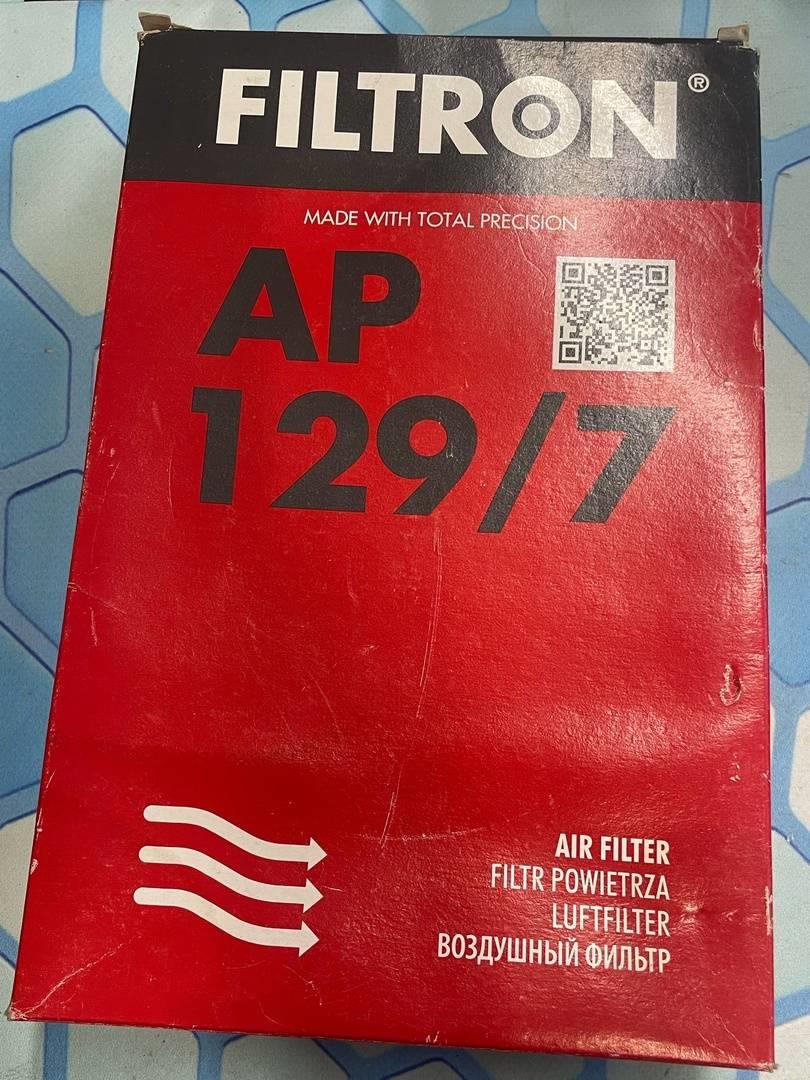 FILTRON®
MADE WITH TOTAL PRECISION
AP
129/7
AIR FILTER
FILTR POWIETRZA
LUFTFILTER
ВОЗДУШНЫЙ ФИЛЬТР